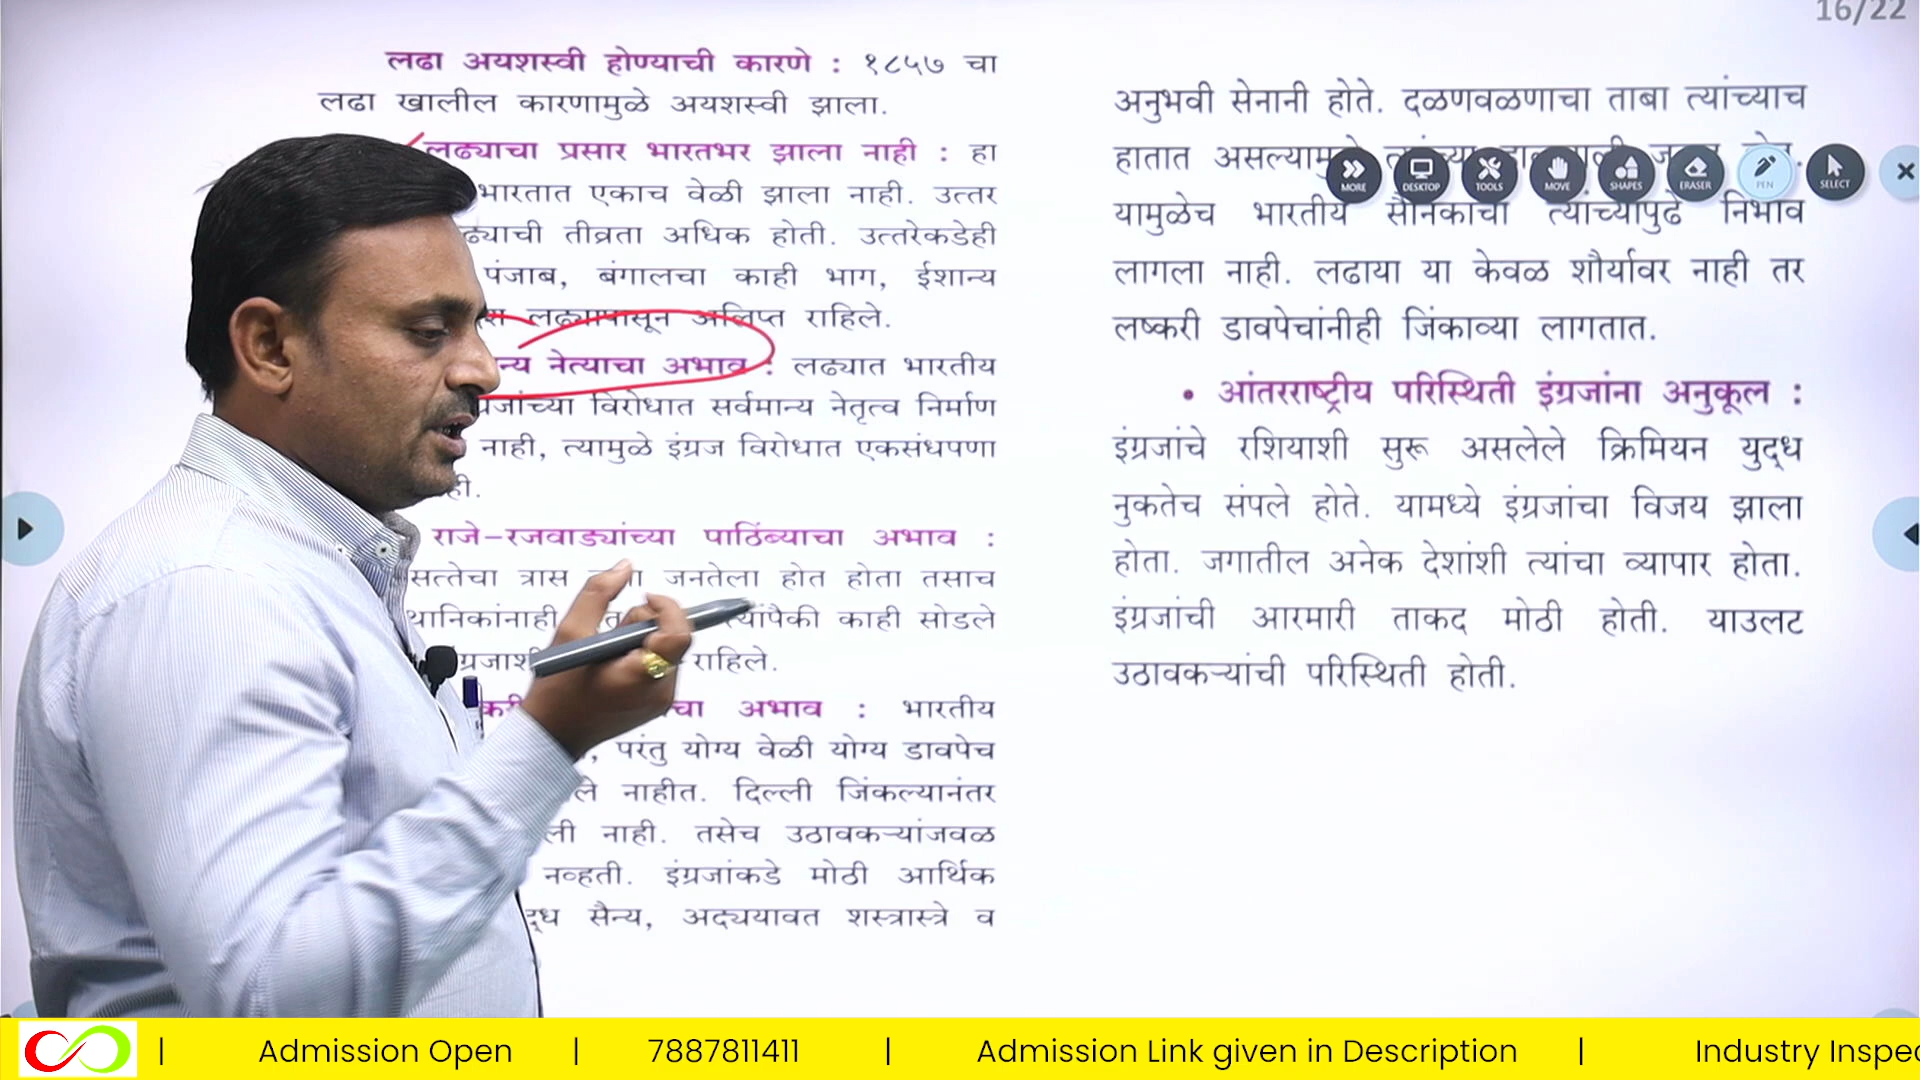 16/22
लढा अयशस्वी होण्याची कारणे : १८५७ चा
लढा खालील कारणामुळे अयशस्वी झाला.
लढ्याचा प्रसार भारतभर झाला नाही : हा
भारतात एकाच वेळी झाला नाही. उत्तर
तीव्रता अधिक होती. उत्तरेकडेही
पंजाब, बंगालचा काही भाग, ईशान्य
लढ्यापासून अलिप्त राहिले.
नेत्याचा अभाव : लढ्यात भारतीय
विरोधात सर्वमान्य नेतृत्व निर्माण
नाही, त्यामुळे इंग्रज विरोधात एकसंधपणा
राजे-रजवाड्यांच्या पाठिंब्याचा अभाव :
सत्तेचा त्रास जनतेला होत होता तसाच
काही सोडले
राहिले.
अभाव : भारतीय
परंतु योग्य वेळी योग्य डावपेच
नाहीत. दिल्ली जिंकल्यानंतर
नाही. तसेच उठावकऱ्यांजवळ
नव्हती. इंग्रजांकडे मोठी आर्थिक
सैन्य, अद्ययावत शस्त्रास्त्रे व
अनुभवी सेनानी होते. दळणवळणाचा ताबा त्यांच्याच
हातात
MORE DESKTOP TOOLS MOVE SHAPES ERASER PEN SELECT
यामुळेच भारतीय सैनिकांचा त्यांच्यापुढे निभाव
लागला नाही. लढाया या केवळ शौर्यावर नाही तर
लष्करी डावपेचांनीही जिंकाव्या लागतात.
• आंतरराष्ट्रीय परिस्थिती इंग्रजांना अनुकूल :
इंग्रजांचे रशियाशी सुरू असलेले क्रिमियन युद्ध
नुकतेच संपले होते. यामध्ये इंग्रजांचा विजय झाला
होता. जगातील अनेक देशांशी त्यांचा व्यापार होता.
इंग्रजांची आरमारी ताकद मोठी होती. याउलट
उठावकऱ्यांची परिस्थिती होती.
| Admission Open | 7887811411 | Admission Link given in Description | Industry